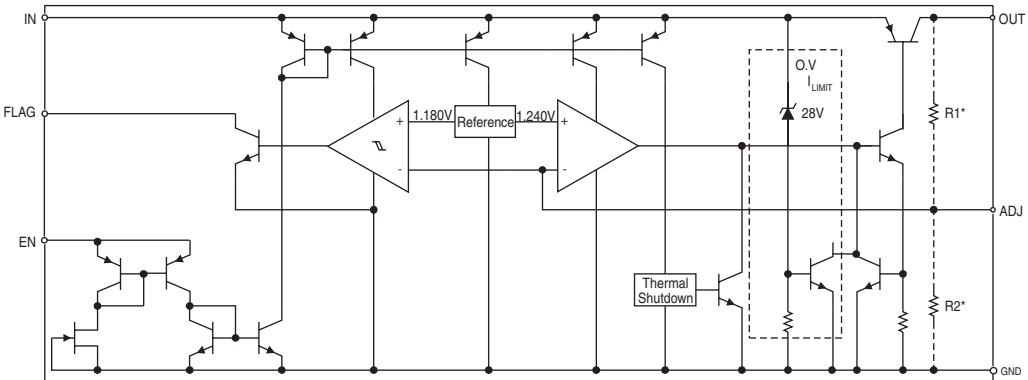 IN
OUT
O.V
I LIMIT
28V
R1*
FLAG
1.180V
Reference
1.240V
+
+
-
-
ADJ
EN
Thermal
Shutdown
R2*
GND